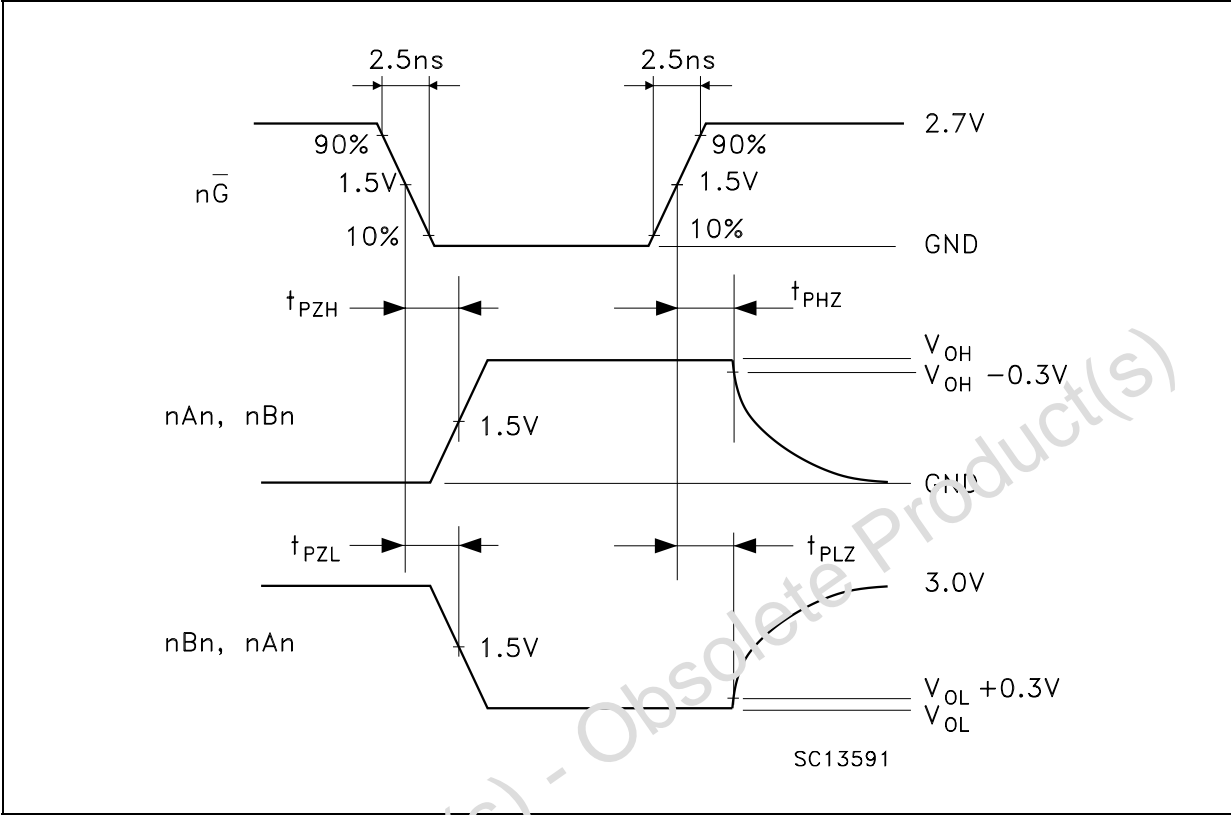 2.5ns 2.5ns
2.7V
90% 90%
nG̅ 1.5V 1.5V
10% 10%
GND
tPZH tPHZ
VOH
VOH −0.3V
nAn, nBn 1.5V
GND
tPZL tPLZ
3.0V
nBn, nAn 1.5V
VOL +0.3V
VOL
SC13591
(s) - Obsolete Product(s)